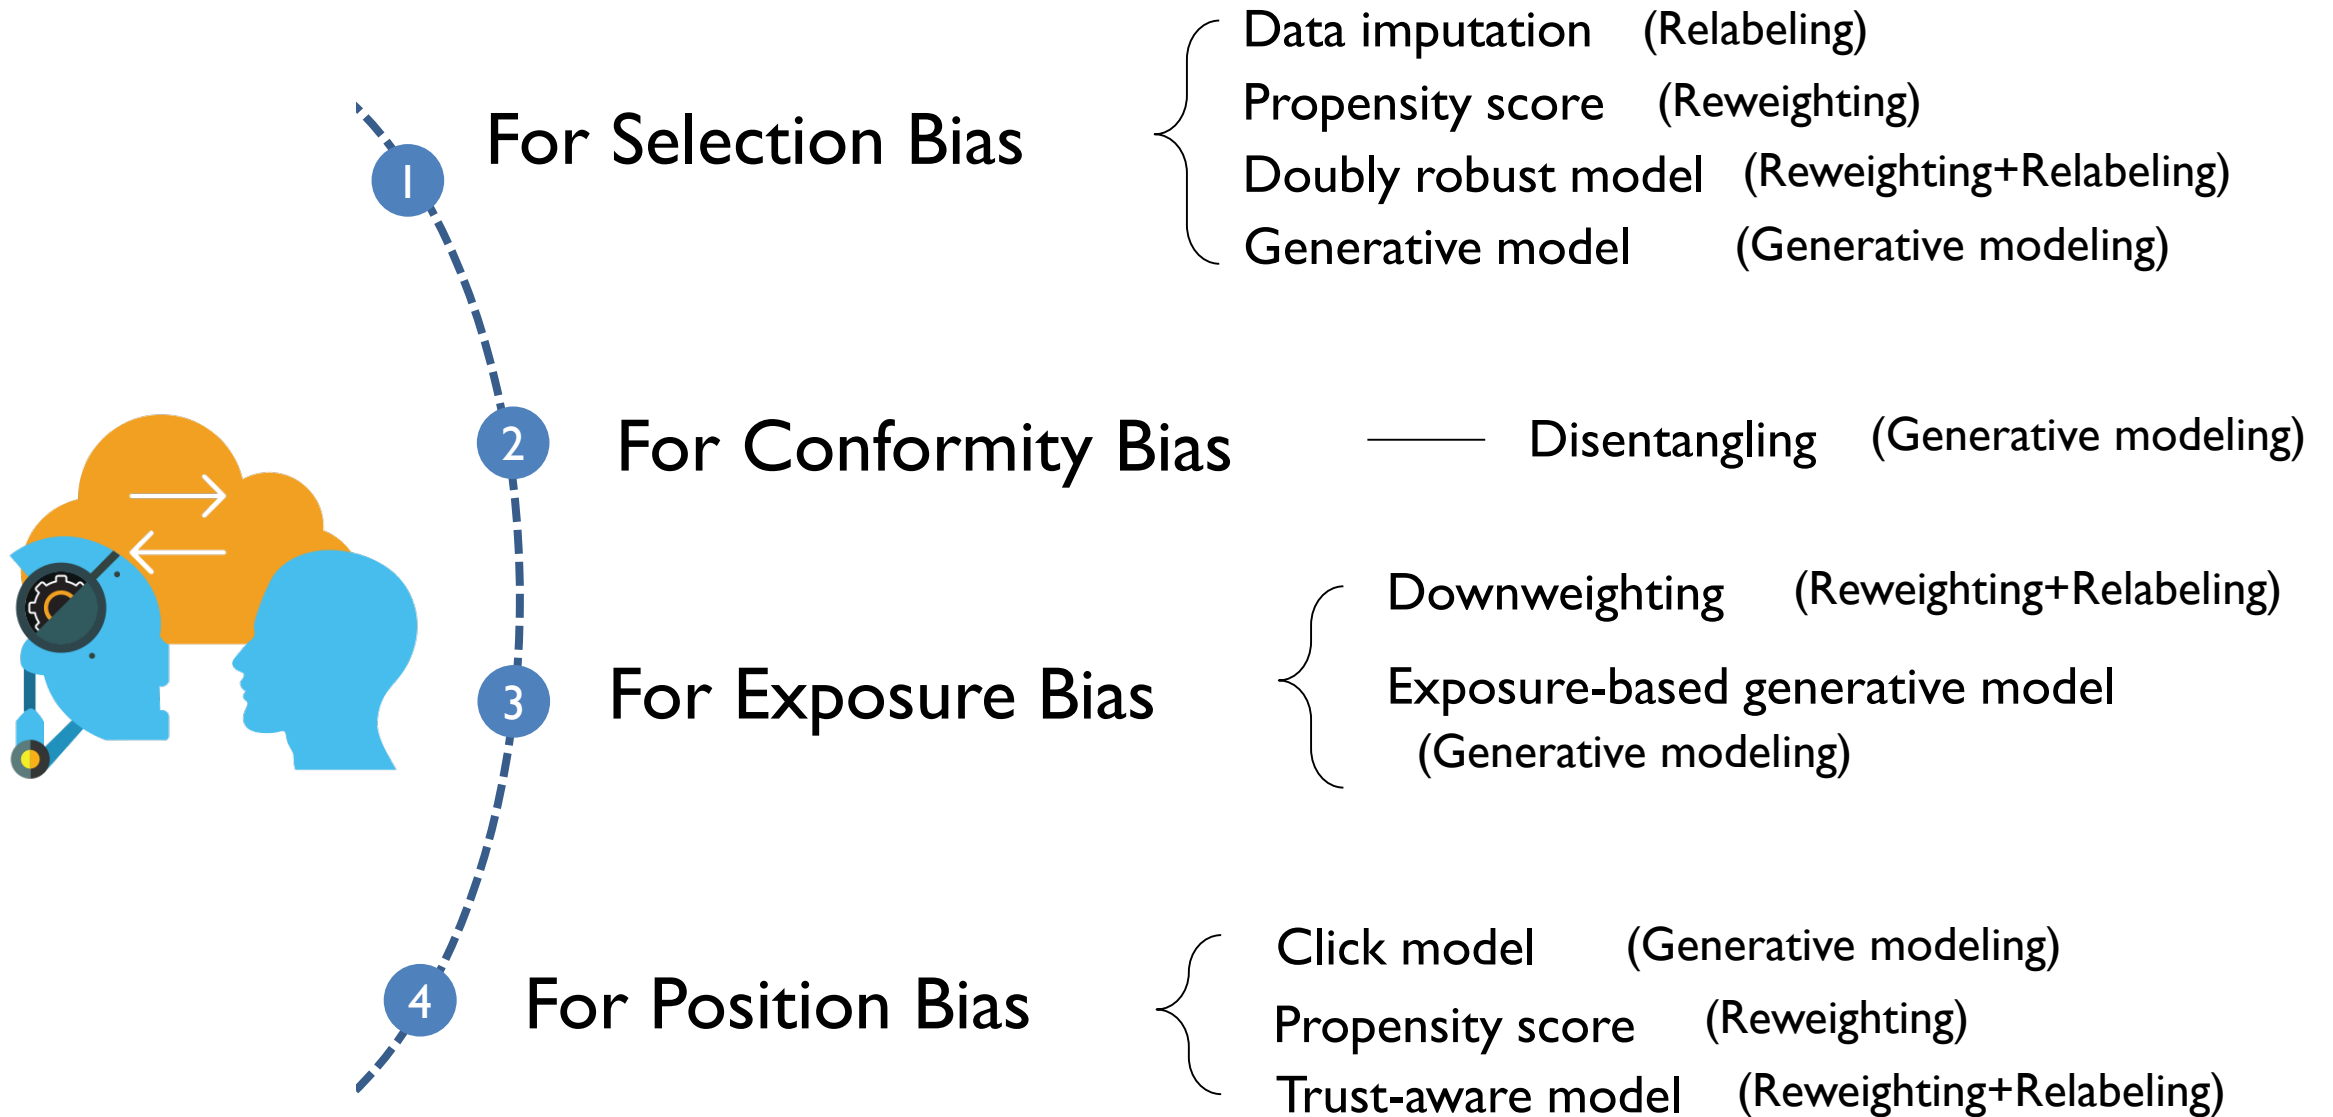 Data imputation (Relabeling)
1 For Selection Bias
Propensity score (Reweighting)
Doubly robust model (Reweighting+Relabeling)
Generative model (Generative modeling)
2 For Conformity Bias
Disentangling (Generative modeling)
3 For Exposure Bias
Downweighting (Reweighting+Relabeling)
Exposure-based generative model
(Generative modeling)
4 For Position Bias
Click model (Generative modeling)
Propensity score (Reweighting)
Trust-aware model (Reweighting+Relabeling)